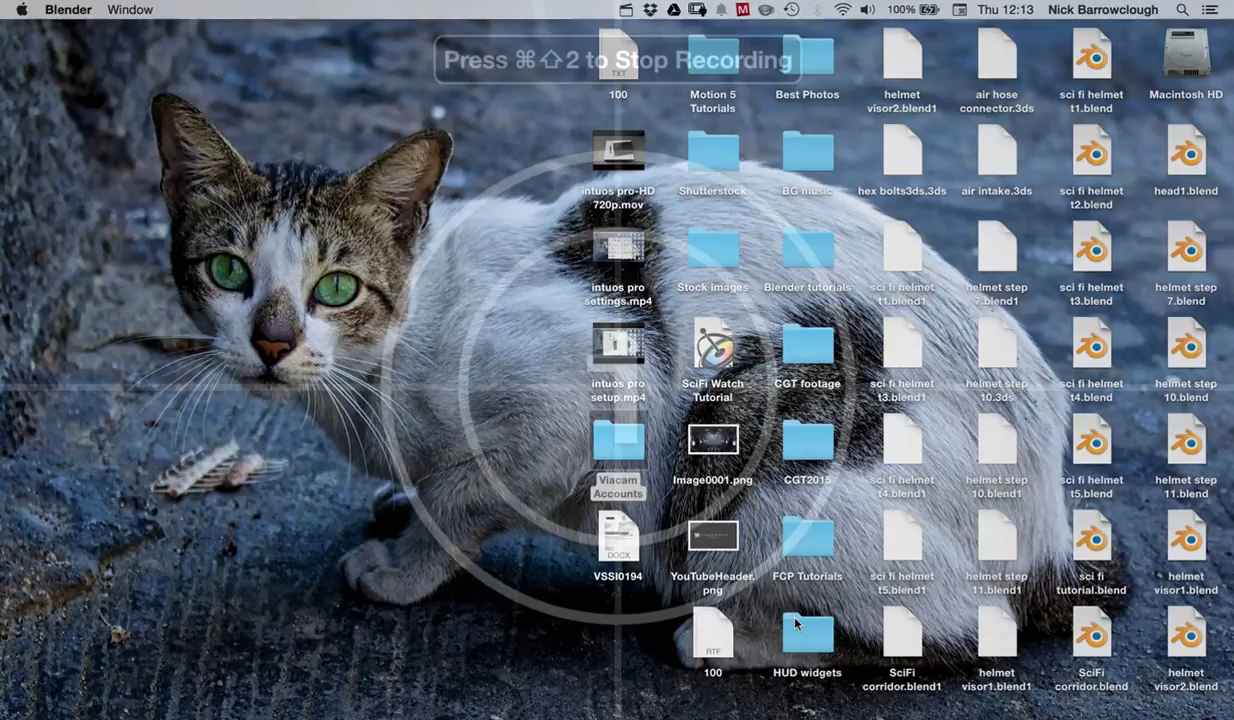 Blender Window
100% Thu 12:13 Nick Barrowclough
Press ⌘⇧2 to Stop Recording
TXT
100
Motion 5
Tutorials
Best Photos
helmet
visor2.blend1
air hose
connector.3ds
sci fi helmet
t1.blend
Macintosh HD
intuos pro-HD
720p.mov
Shutterstock
BG music
hex bolts3ds.3ds
air intake.3ds
sci fi helmet
t2.blend
head1.blend
intuos pro
settings.mp4
Stock images
Blender tutorials
sci fi helmet
t1.blend1
helmet step
7.blend1
sci fi helmet
t3.blend
helmet step
7.blend
intuos pro
setup.mp4
SciFi Watch
Tutorial
CGT footage
sci fi helmet
t3.blend1
helmet step
10.3ds
sci fi helmet
t4.blend
helmet step
10.blend
Viacam
Accounts
Image0001.png
CGT2015
sci fi helmet
t4.blend1
helmet step
10.blend1
sci fi helmet
t5.blend
helmet step
11.blend
DOCX
VSSI0194
YouTubeHeader.
png
FCP Tutorials
sci fi helmet
t5.blend1
helmet step
11.blend1
sci fi
tutorial.blend
helmet
visor1.blend
RTF
100
HUD widgets
SciFi
corridor.blend1
helmet
visor1.blend1
SciFi
corridor.blend
helmet
visor2.blend